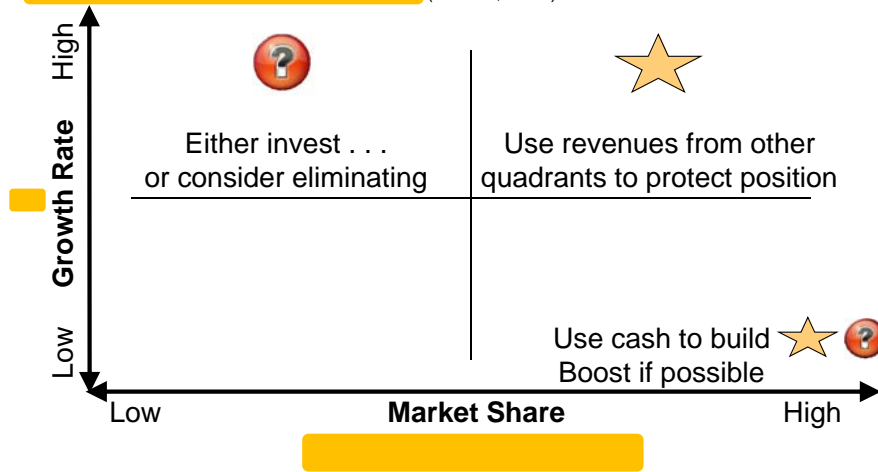 High
?
Either invest . . .
or consider eliminating
Use revenues from other
quadrants to protect position
Growth Rate
Low
Use cash to build
?
Boost if possible
Low
Market Share
High